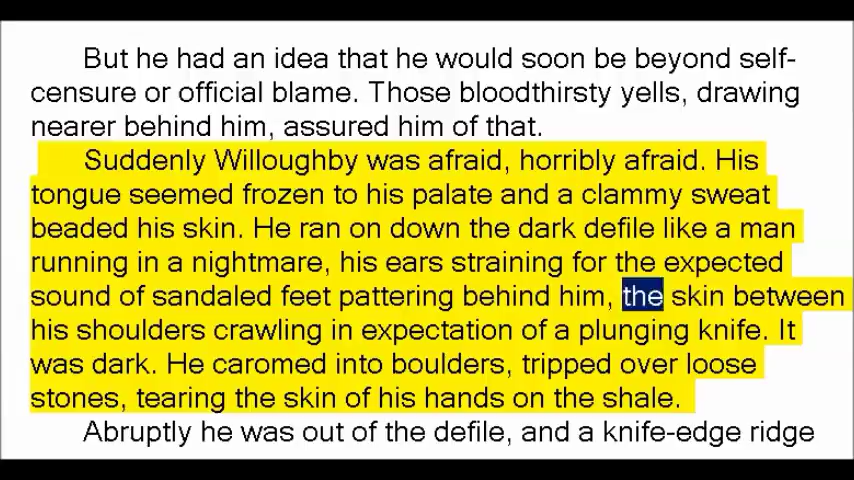 But he had an idea that he would soon be beyond self-
censure or official blame. Those bloodthirsty yells, drawing
nearer behind him, assured him of that.
Suddenly Willoughby was afraid, horribly afraid. His
tongue seemed frozen to his palate and a clammy sweat
beaded his skin. He ran on down the dark defile like a man
running in a nightmare, his ears straining for the expected
sound of sandaled feet pattering behind him, the skin between
his shoulders crawling in expectation of a plunging knife. It
was dark. He caromed into boulders, tripped over loose
stones, tearing the skin of his hands on the shale.
Abruptly he was out of the defile, and a knife-edge ridge